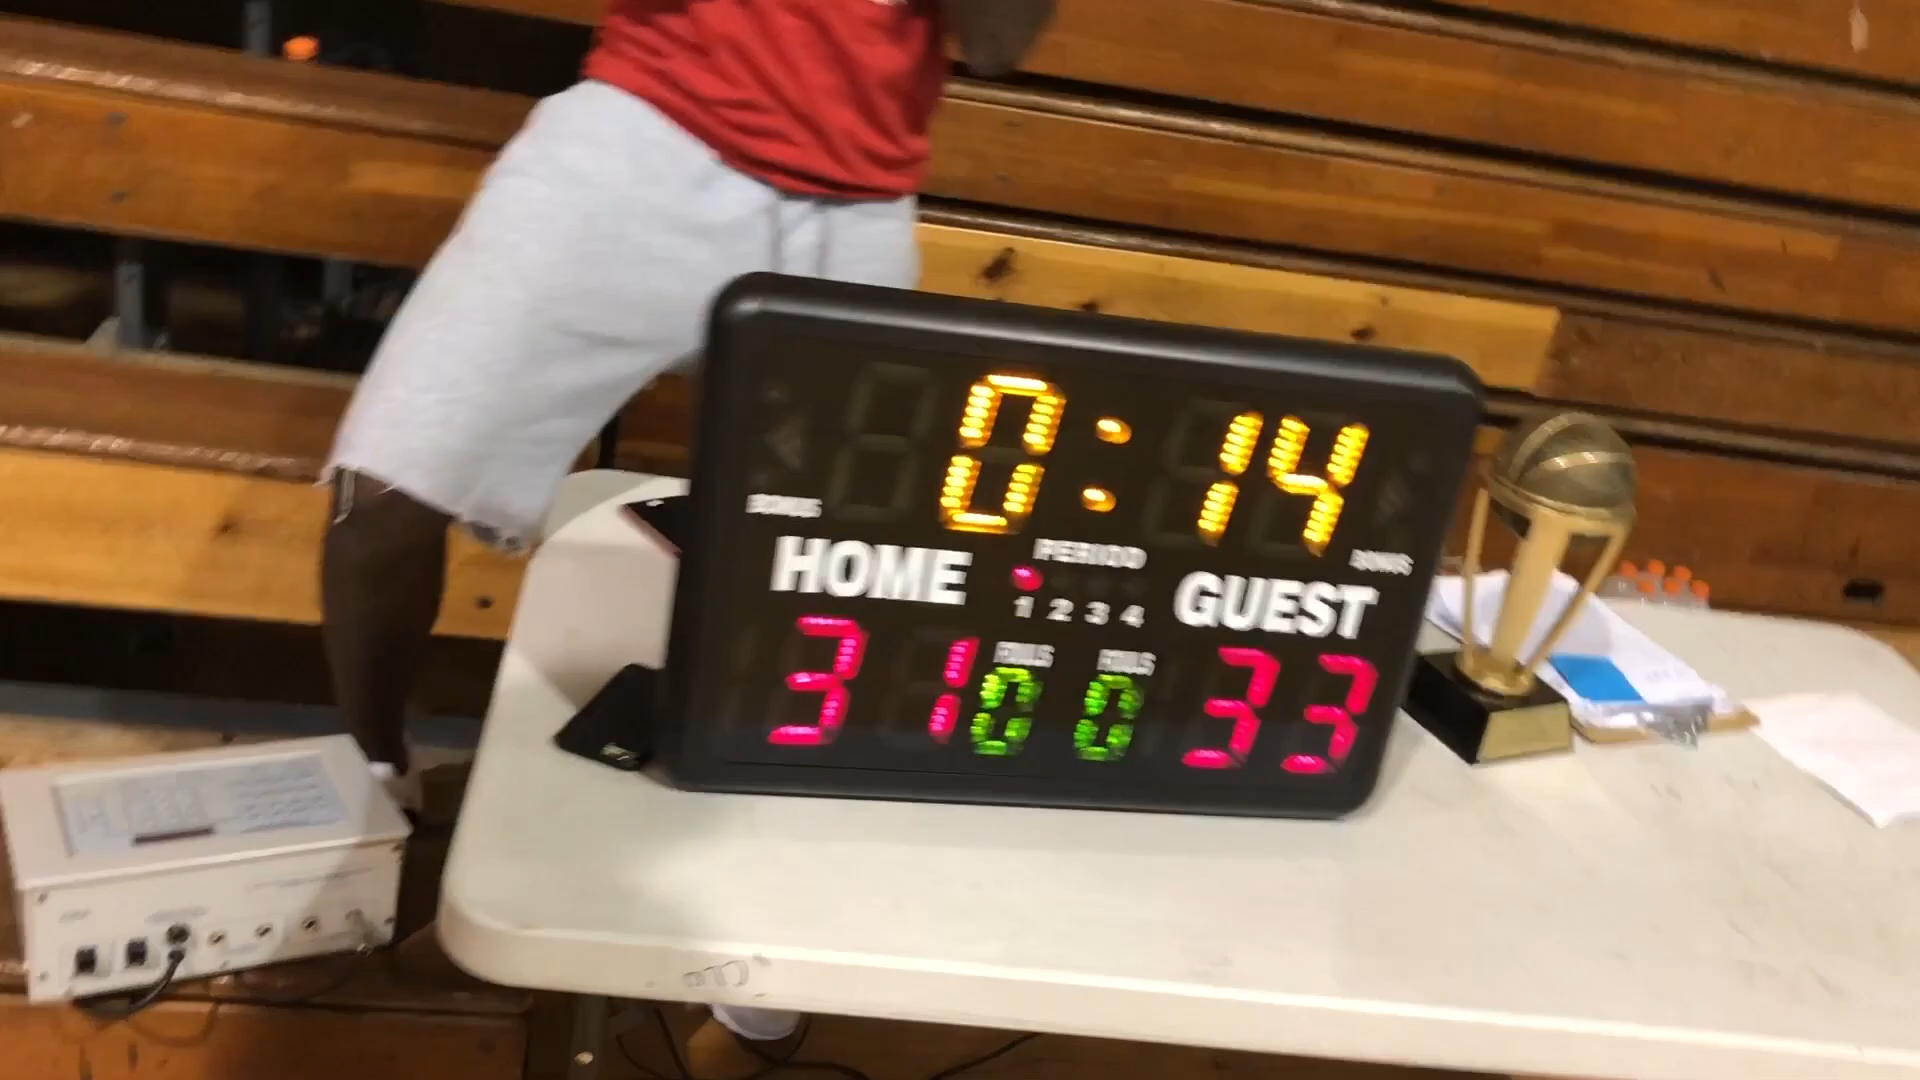 0:14
BONUS
PERIOD
BONUS
HOME
GUEST
1 2 3 4
FOULS
FOULS
31
0
0
33